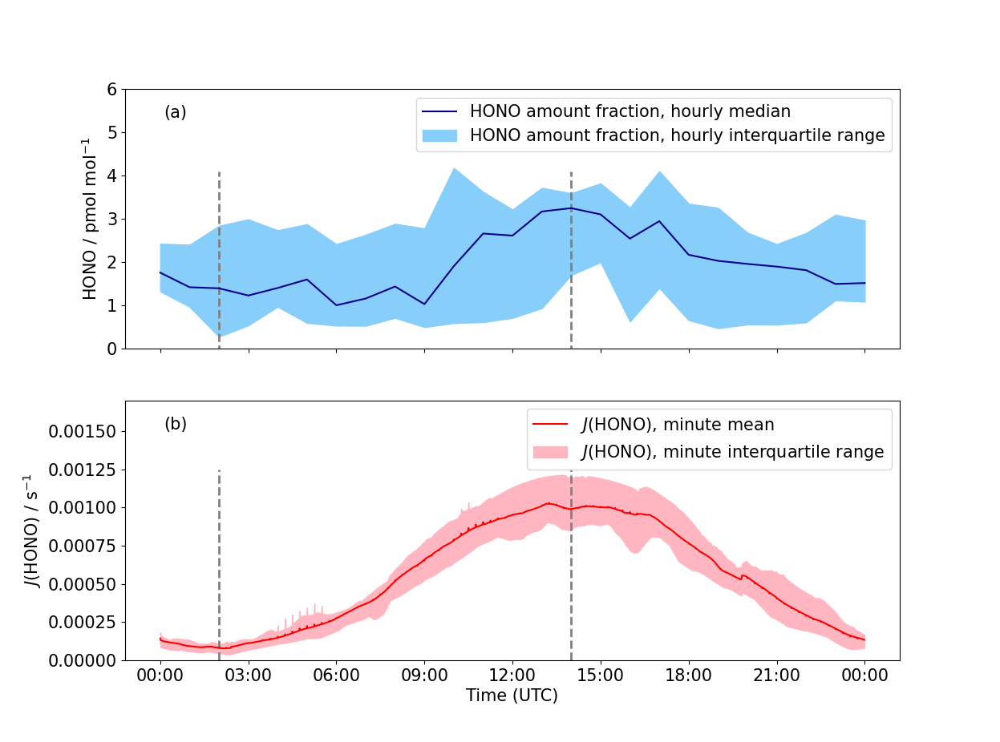 (a)
HONO amount fraction, hourly median
HONO amount fraction, hourly interquartile range
HONO / pmol mol⁻¹
6
5
4
3
2
1
0
(b)
J(HONO), minute mean
J(HONO), minute interquartile range
J(HONO) / s⁻¹
0.00150
0.00125
0.00100
0.00075
0.00050
0.00025
0.00000
00:00 03:00 06:00 09:00 12:00 15:00 18:00 21:00 00:00
Time (UTC)